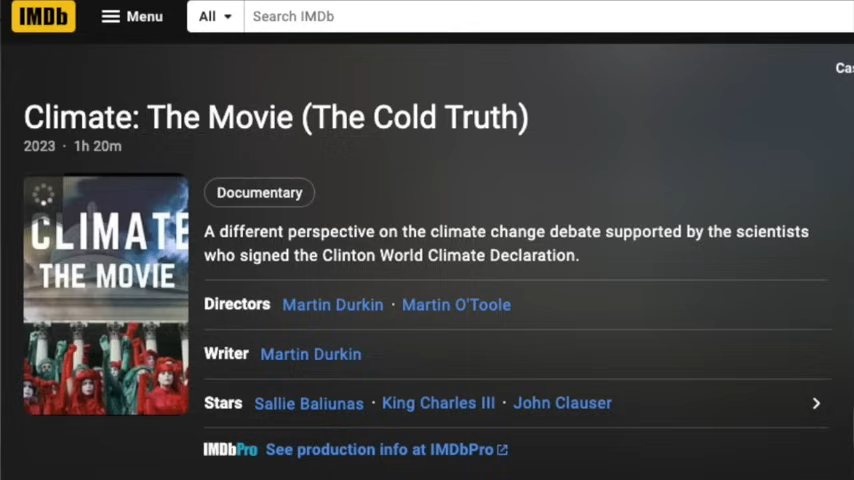 IMDb Menu All Search IMDb
Cas
Climate: The Movie (The Cold Truth)
2023 · 1h 20m
CLIMATE
THE MOVIE
Documentary
A different perspective on the climate change debate supported by the scientists
who signed the Clinton World Climate Declaration.
Directors Martin Durkin · Martin O'Toole
Writer Martin Durkin
Stars Sallie Baliunas · King Charles III · John Clauser
IMDbPro See production info at IMDbPro